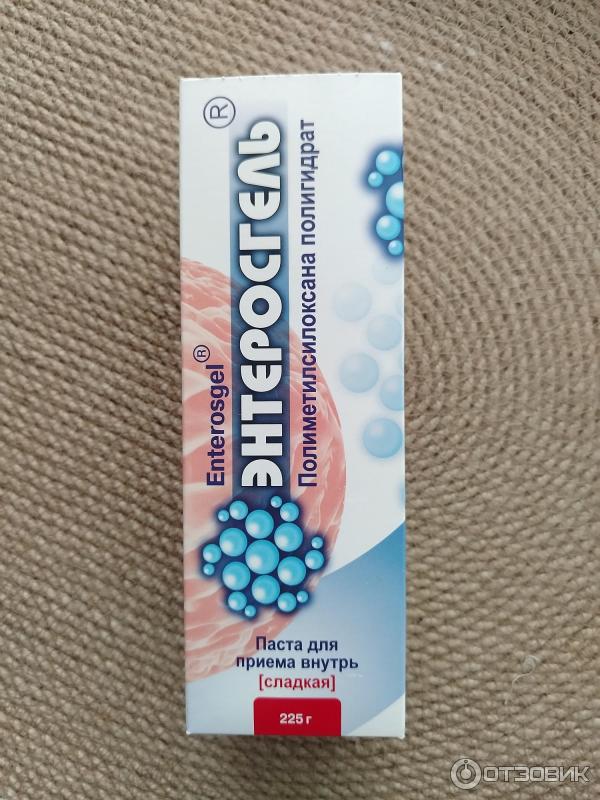 Enterosgel®
ЭНТЕРОСГЕЛЬ®
Полиметилсилоксана полигидрат
Паста для
приема внутрь
[сладкая]
225 г
ОТЗОВИК